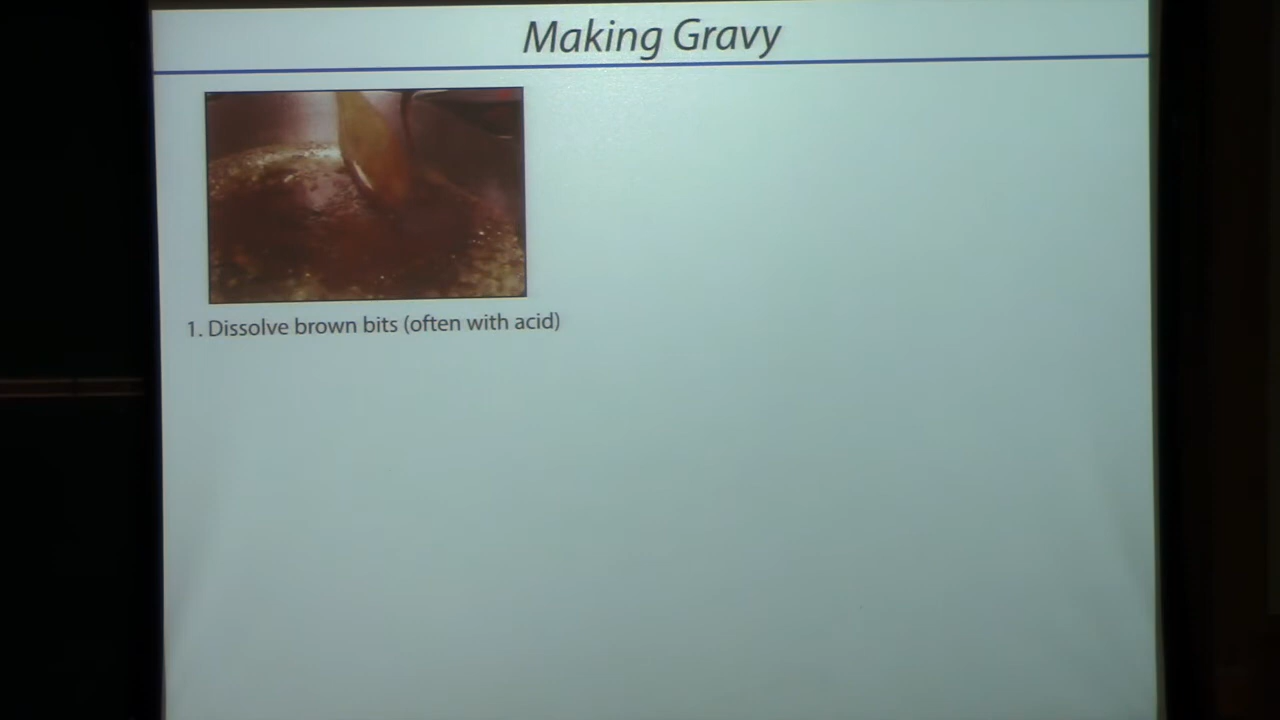 Making Gravy
1. Dissolve brown bits (often with acid)